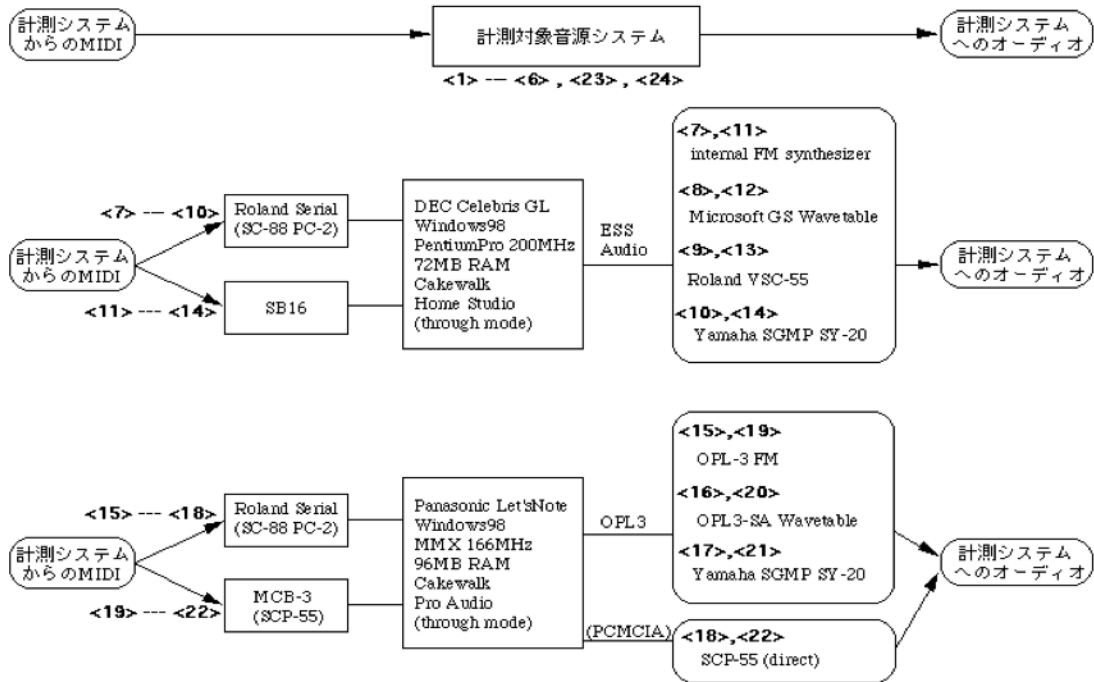 計測システム
からのMIDI
計測対象音源システム
計測システム
へのオーディオ
<1> --- <6> , <23> , <24>
<7> --- <10>
Roland Serial
(SC-88 PC-2)
計測システム
からのMIDI
<11> --- <14>
SB16
DEC Celebris GL
Windows98
PentiumPro 200MHz
72MB RAM
Cakewalk
Home Studio
(through mode)
ESS
Audio
<7>,<11>
internal FM synthesizer
<8>,<12>
Microsoft GS Wavetable
<9>,<13>
Roland VSC-55
<10>,<14>
Yamaha SGMP SY-20
計測システム
へのオーディオ
<15> --- <18>
Roland Serial
(SC-88 PC-2)
計測システム
からのMIDI
<19> --- <22>
MCB-3
(SCP-55)
Panasonic Let'sNote
Windows98
MMX 166MHz
96MB RAM
Cakewalk
Pro Audio
(through mode)
OPL3
(PCMCIA)
<15>,<19>
OPL-3 FM
<16>,<20>
OPL3-SA Wavetable
<17>,<21>
Yamaha SGMP SY-20
<18>,<22>
SCP-55 (direct)
計測システム
へのオーディオ